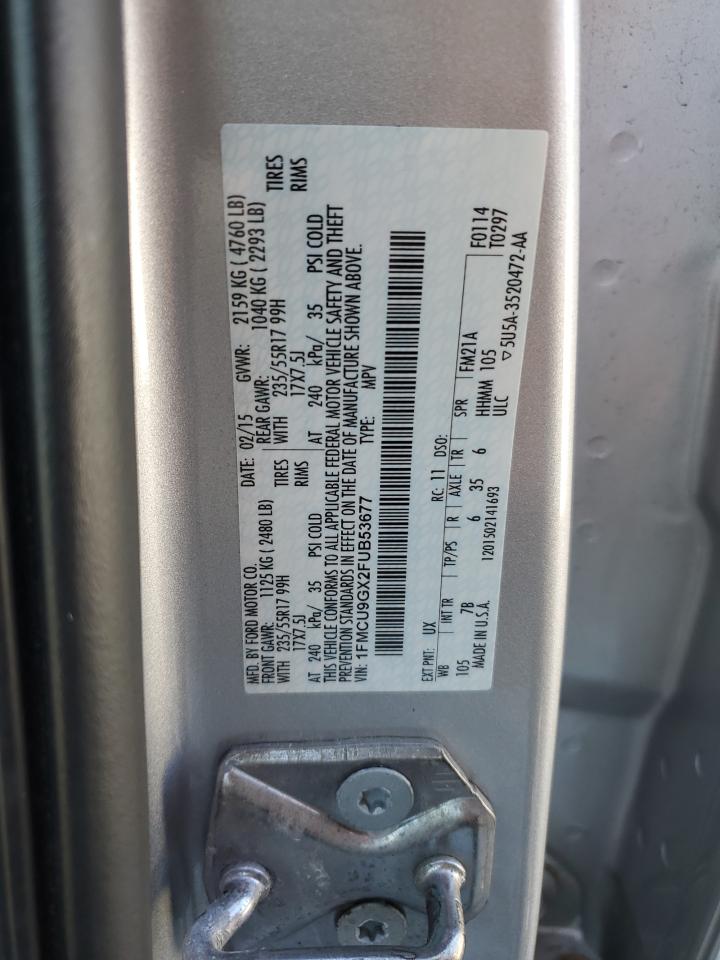 MFD. BY FORD MOTOR CO. DATE: 02/15 GVWR: 2159 KG ( 4760 LB)
FRONT GAWR: 1125 KG ( 2480 LB) REAR GAWR: 1040 KG ( 2293 LB)
WITH 235/55R17 99H TIRES WITH 235/55R17 99H TIRES
17X7.5J RIMS 17X7.5J RIMS
AT 240 kPa/ 35 PSI COLD AT 240 kPa/ 35 PSI COLD
THIS VEHICLE CONFORMS TO ALL APPLICABLE FEDERAL MOTOR VEHICLE SAFETY AND THEFT
PREVENTION STANDARDS IN EFFECT ON THE DATE OF MANUFACTURE SHOWN ABOVE.
VIN: 1FMCU9GX2FUB53677 TYPE: MPV
EXT PNT: UX RC: 11 DSO: F0114
WB INT TR TP/PS R AXLE TR SPR FM21A T0297
105 7B 6 35 6 HHMM 105
MADE IN U.S.A. 1201502141693 ULC ▽5U5A-3520472-AA